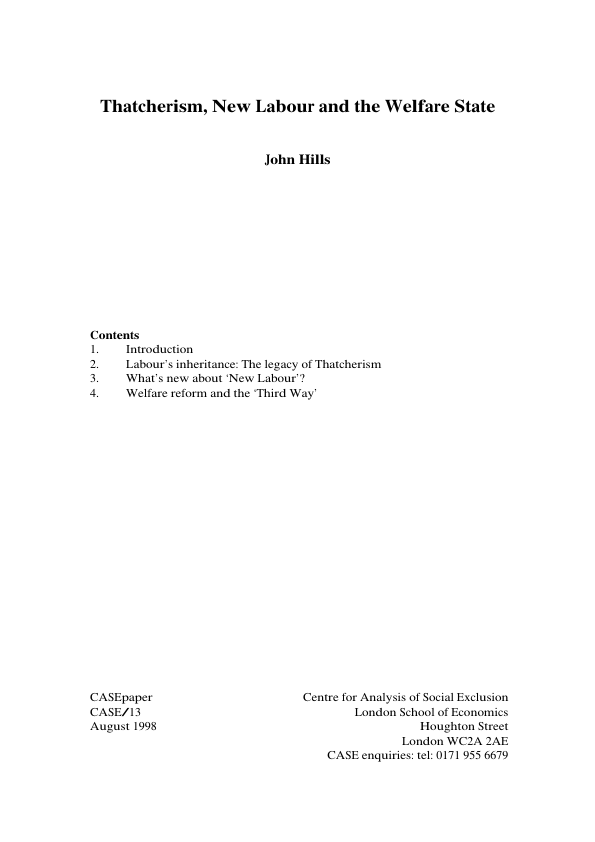 Thatcherism, New Labour and the Welfare State
John Hills
Contents
1. Introduction
2. Labour’s inheritance: The legacy of Thatcherism
3. What’s new about ‘New Labour’?
4. Welfare reform and the ‘Third Way’
CASEpaper
CASE/13
August 1998
Centre for Analysis of Social Exclusion
London School of Economics
Houghton Street
London WC2A 2AE
CASE enquiries: tel: 0171 955 6679